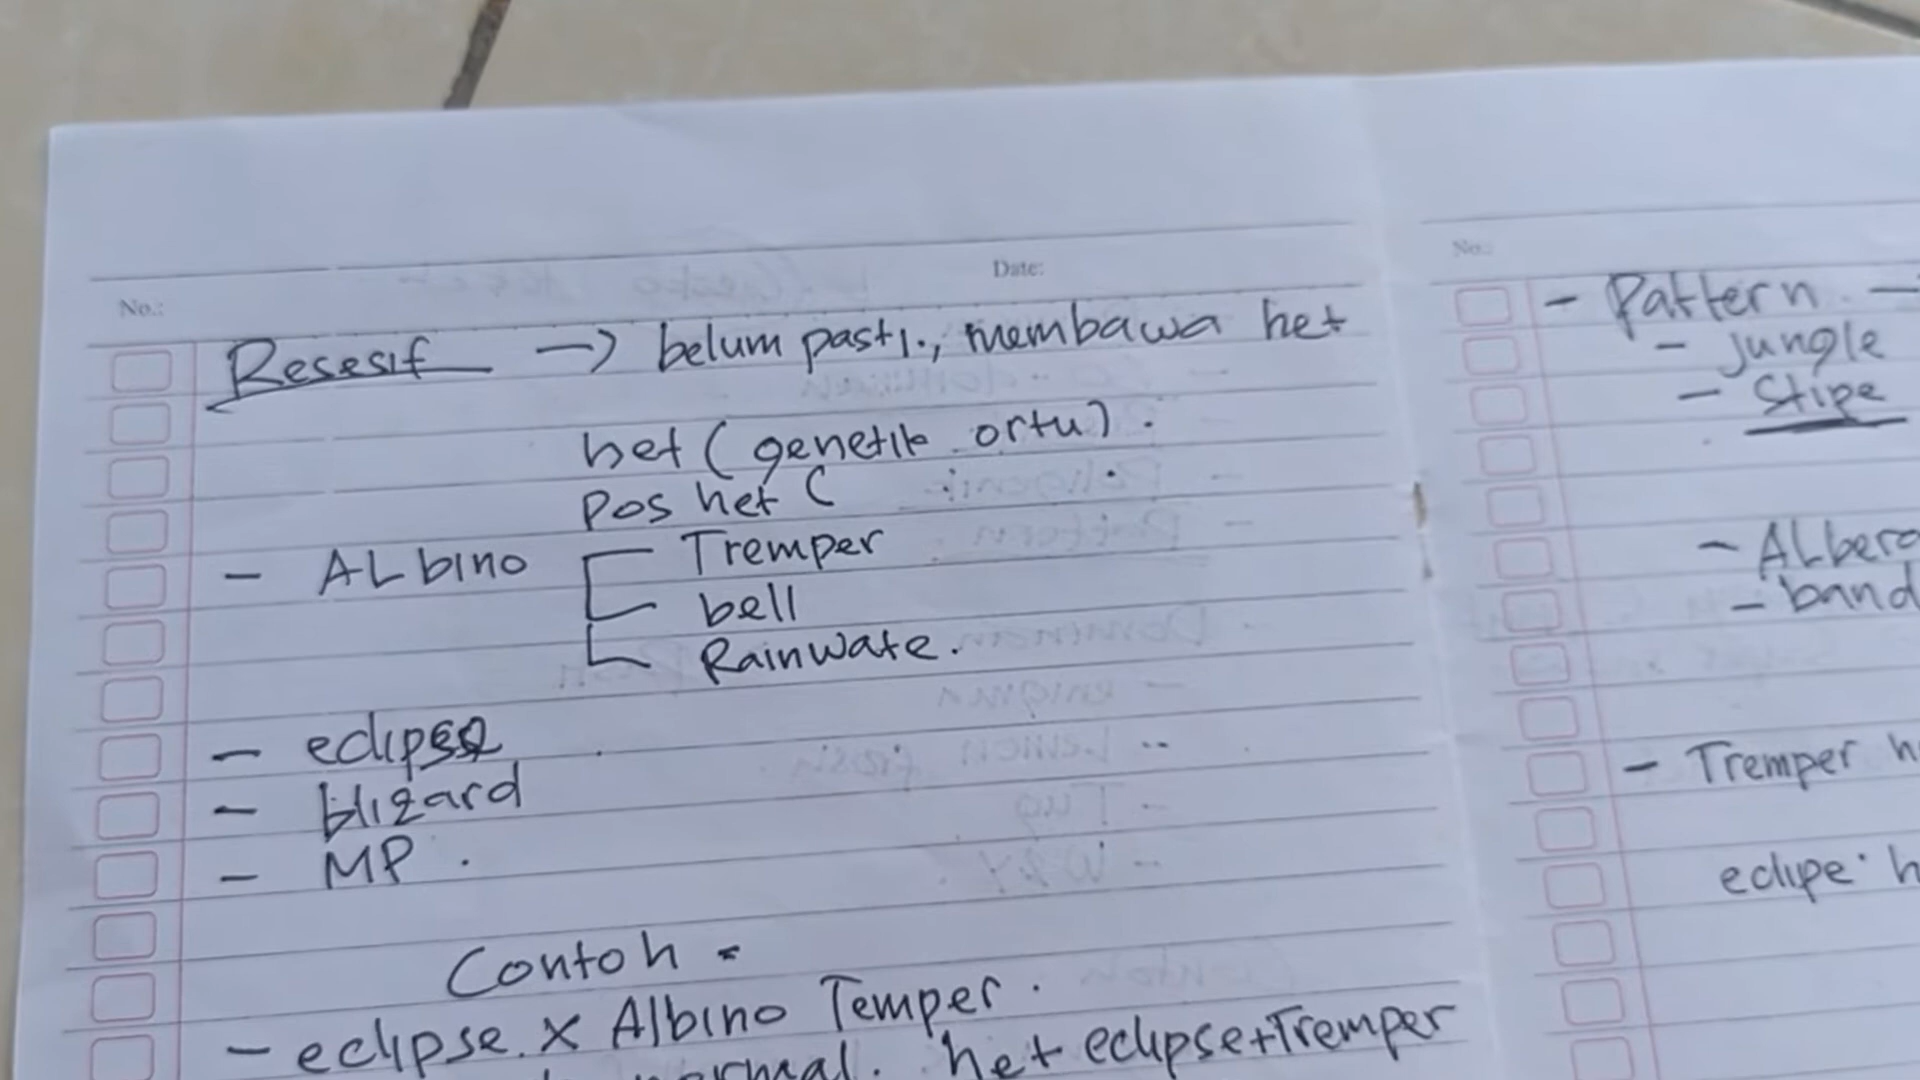 No.:
Date:
Resesif → belum pasti., membawa het
het (genetik ortu).
Pos het (
- ALbino
Tremper
bell
Rainwate.
- eclipse
- blizard
- MP.
Contoh =
- eclipse x Albino Temper.
normal. het eclipse+Tremper
No.:
- Pattern →
- jungle
- Stipe
- ALbero
- band
- Tremper h
eclipe h